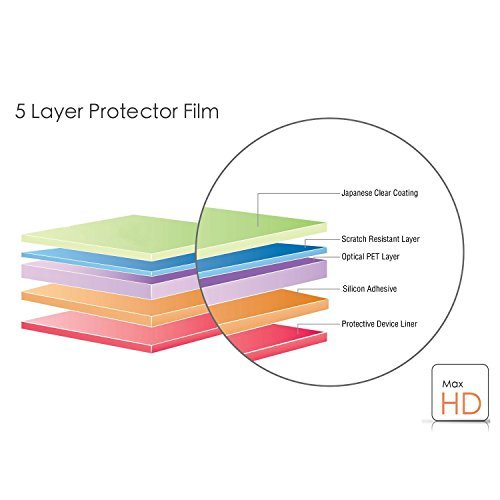 5 Layer Protector Film
Japanese Clear Coating
Scratch Resistant Layer
Optical PET Layer
Silicon Adhesive
Protective Device Liner
Max
HD